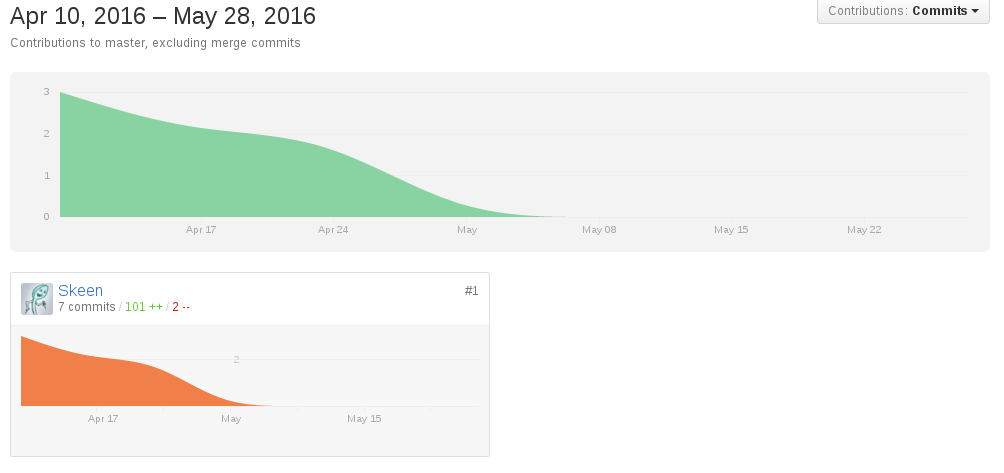 Apr 10, 2016 – May 28, 2016
Contributions: Commits
Contributions to master, excluding merge commits
3
2
1
0
Apr 17
Apr 24
May
May 08
May 15
May 22
Skeen
#1
7 commits / 101 ++ / 2 --
2
Apr 17
May
May 15